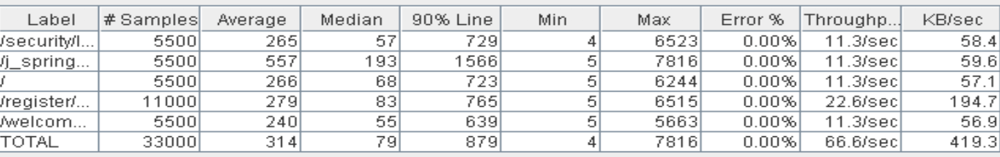 Label # Samples Average Median 90% Line Min Max Error % Throughp... KB/sec
/security/l... 5500 265 57 729 4 6523 0.00% 11.3/sec 58.4
/j_spring... 5500 557 193 1566 5 7816 0.00% 11.3/sec 59.6
/ 5500 266 68 723 5 6244 0.00% 11.3/sec 57.1
/register/... 11000 279 83 765 5 6515 0.00% 22.6/sec 194.7
/welcom... 5500 240 55 639 5 5663 0.00% 11.3/sec 56.9
TOTAL 33000 314 79 879 4 7816 0.00% 66.6/sec 419.3